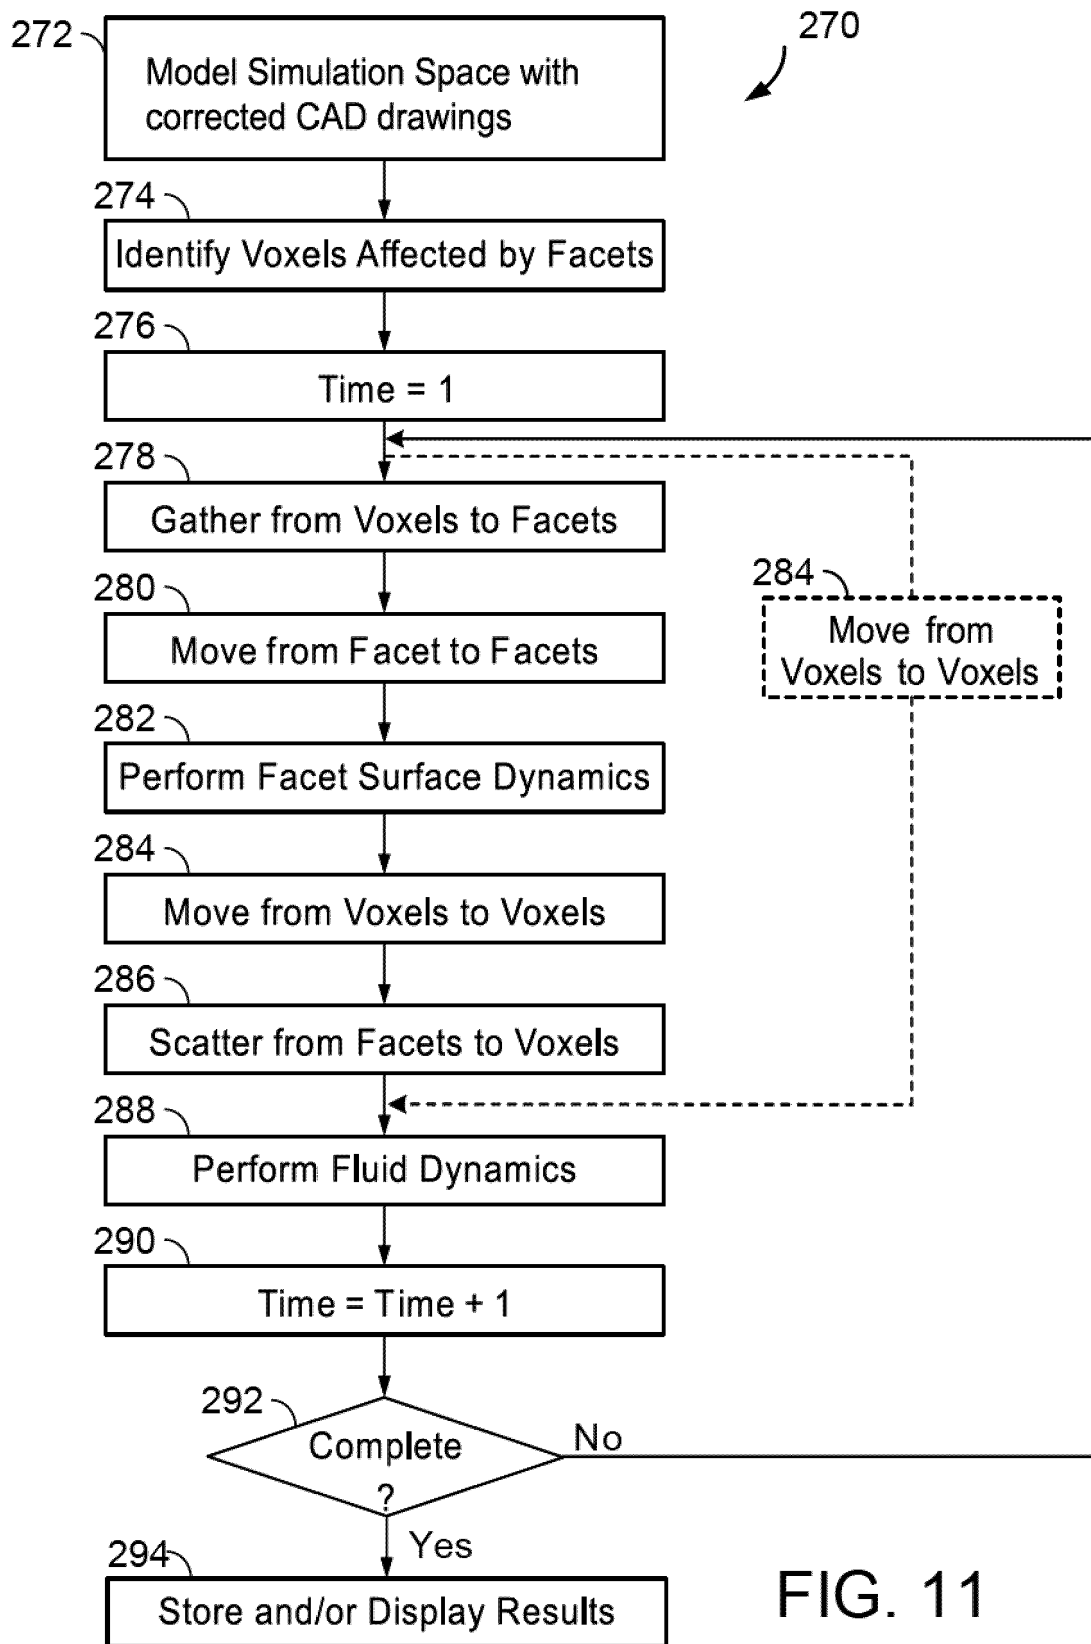 272
270
Model Simulation Space with
corrected CAD drawings
274
Identify Voxels Affected by Facets
276
Time = 1
278
Gather from Voxels to Facets
280
Move from Facet to Facets
284
Move from
Voxels to Voxels
282
Perform Facet Surface Dynamics
284
Move from Voxels to Voxels
286
Scatter from Facets to Voxels
288
Perform Fluid Dynamics
290
Time = Time + 1
292
Complete
?
No
Yes
294
Store and/or Display Results
FIG. 11